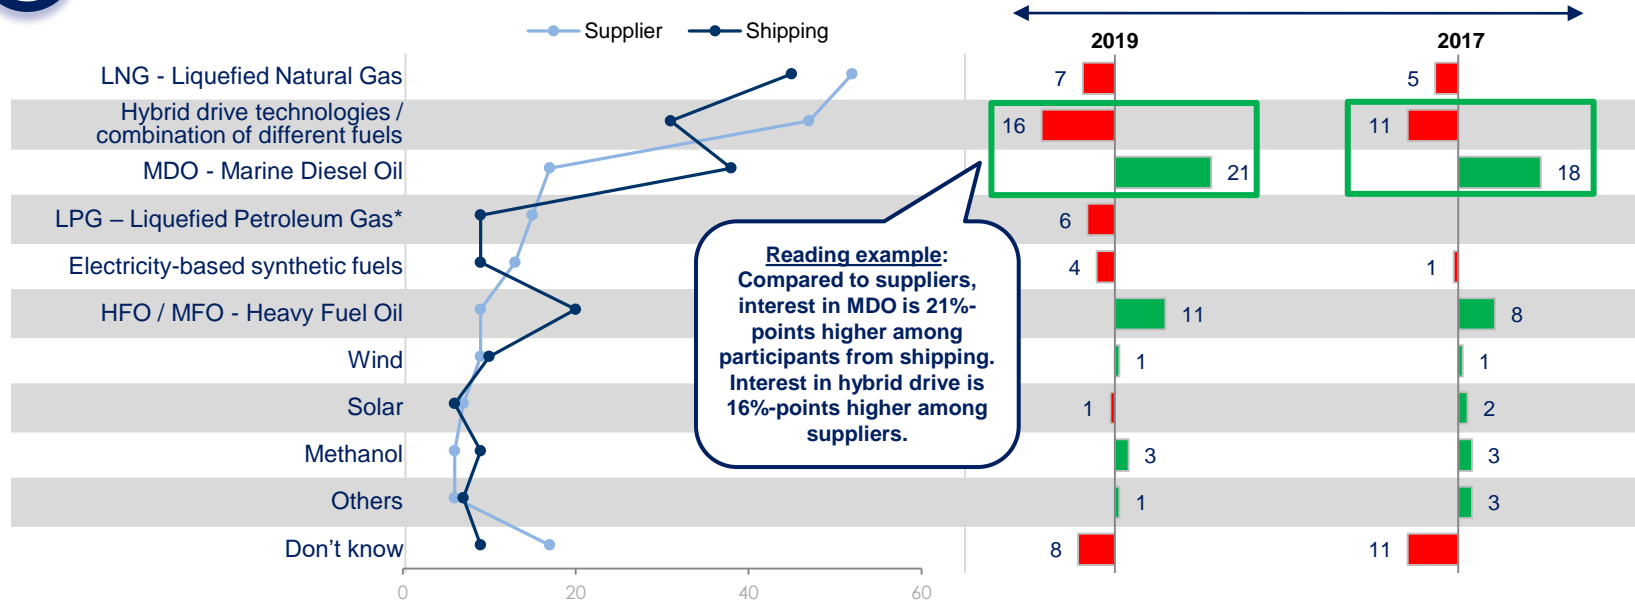 Supplier
Shipping
2019
2017
LNG - Liquefied Natural Gas
7
5
Hybrid drive technologies /
combination of different fuels
16
11
MDO - Marine Diesel Oil
21
18
LPG – Liquefied Petroleum Gas*
6
Electricity-based synthetic fuels
4
1
HFO / MFO - Heavy Fuel Oil
11
8
Wind
1
1
Solar
1
2
Methanol
3
3
Others
1
3
Don’t know
8
11
Reading example:
Compared to suppliers,
interest in MDO is 21%-
points higher among
participants from shipping.
Interest in hybrid drive is
16%-points higher among
suppliers.
0
20
40
60